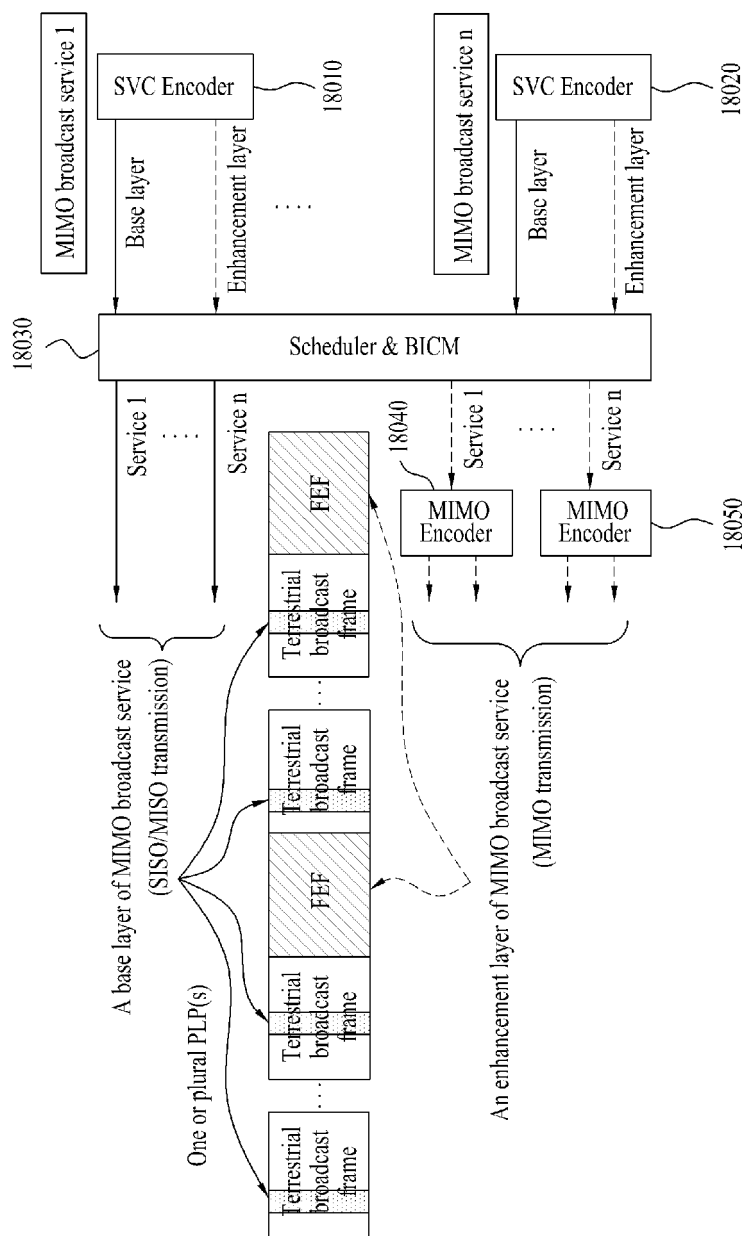 MIMO broadcast service 1
SVC Encoder
18010
Base layer
Enhancement layer
. . . .
MIMO broadcast service n
SVC Encoder
18020
Base layer
Enhancement layer
18030
Scheduler & BICM
Service 1
. . . .
Service n
18040
Service 1
. . . .
Service n
MIMO
Encoder
MIMO
Encoder
18050
A base layer of MIMO broadcast service
(SISO/MISO transmission)
One or plural PLP(s)
Terrestrial
broadcast
frame
. . . .
Terrestrial
broadcast
frame
FEF
Terrestrial
broadcast
frame
. . . .
Terrestrial
broadcast
frame
FEF
An enhancement layer of MIMO broadcast service
(MIMO transmission)